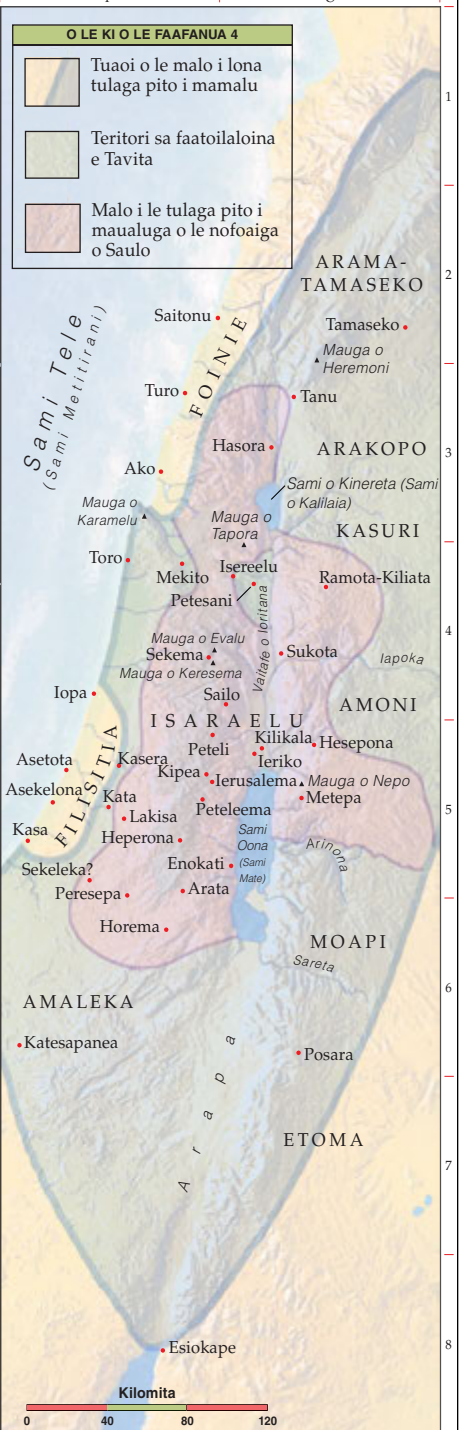 O LE KI O LE FAAFANUA 4
Tuaoi o le malo i lona
tulaga pito i mamalu
Teritori sa faatoilaloina
e Tavita
Malo i le tulaga pito i
maualuga o le nofoaiga
o Saulo
1
2
3
4
5
6
7
8
ARAMA-
TAMASEKO
Saitonu
Tamaseko
Sami Tele
(Sami Metitirani)
FOINIE
Mauga o
Heremoni
Turo
Tanu
Hasora
ARAKOPO
Ako
Sami o Kinereta (Sami
o Kalilaia)
Mauga o
Karamelu
Mauga o
Tapora
KASURI
Toro
Mekito
Isereelu
Petesani
Ramota-Kiliata
Vaitafe o Ioritana
Mauga o Evalu
Sekema
Mauga o Keresema
Sukota
Iapoka
Iopa
Sailo
AMONI
ISARAELU
Kilikala
Hesepona
Peteli
Ieriko
FILISITIA
Asetota
Kasera
Kipea
Ierusalema
Mauga o Nepo
Asekelona
Kata
Peteleema
Metepa
Lakisa
Kasa
Heperona
Sami
Oona
(Sami
Mate)
Arinona
Sekeleka?
Enokati
Peresepa
Arata
Horema
MOAPI
Sareta
AMALEKA
Katesapanea
Posara
Arapa
ETOMA
Esiokape
Kilomita
0 40 80 120